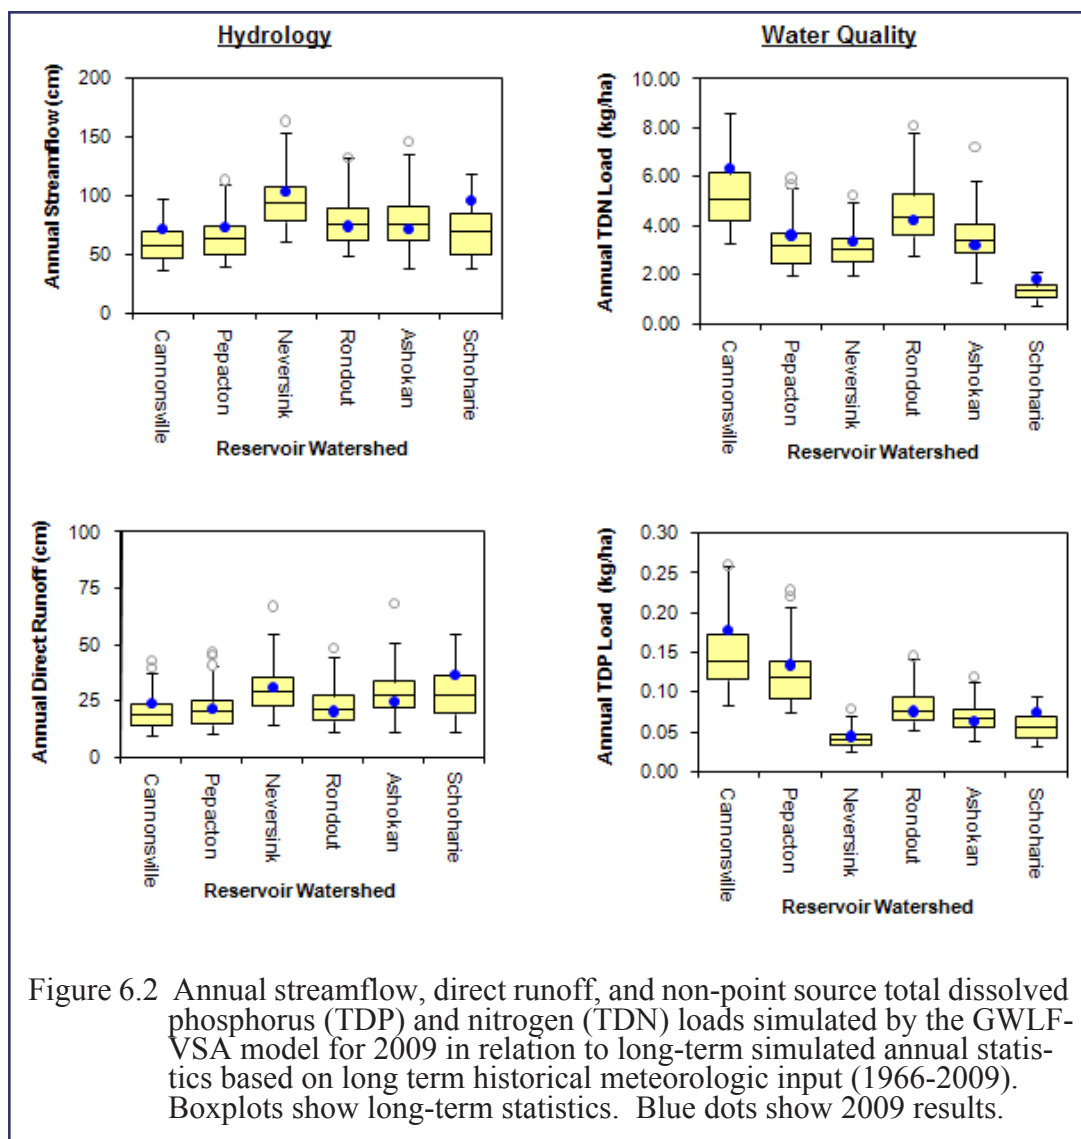 Hydrology
Water Quality
Annual Streamflow (cm)
200
150
100
50
0
Cannonsville
Pepacton
Neversink
Rondout
Ashokan
Schoharie
Reservoir Watershed
Annual TDN Load (kg/ha)
10.00
8.00
6.00
4.00
2.00
0.00
Cannonsville
Pepacton
Neversink
Rondout
Ashokan
Schoharie
Reservoir Watershed
Annual Direct Runoff (cm)
100
75
50
25
0
Cannonsville
Pepacton
Neversink
Rondout
Ashokan
Schoharie
Reservoir Watershed
Annual TDP Load (kg/ha)
0.30
0.25
0.20
0.15
0.10
0.05
0.00
Cannonsville
Pepacton
Neversink
Rondout
Ashokan
Schoharie
Reservoir Watershed
Figure 6.2 Annual streamflow, direct runoff, and non-point source total dissolved
phosphorus (TDP) and nitrogen (TDN) loads simulated by the GWLF-
VSA model for 2009 in relation to long-term simulated annual statis-
tics based on long term historical meteorologic input (1966-2009).
Boxplots show long-term statistics. Blue dots show 2009 results.